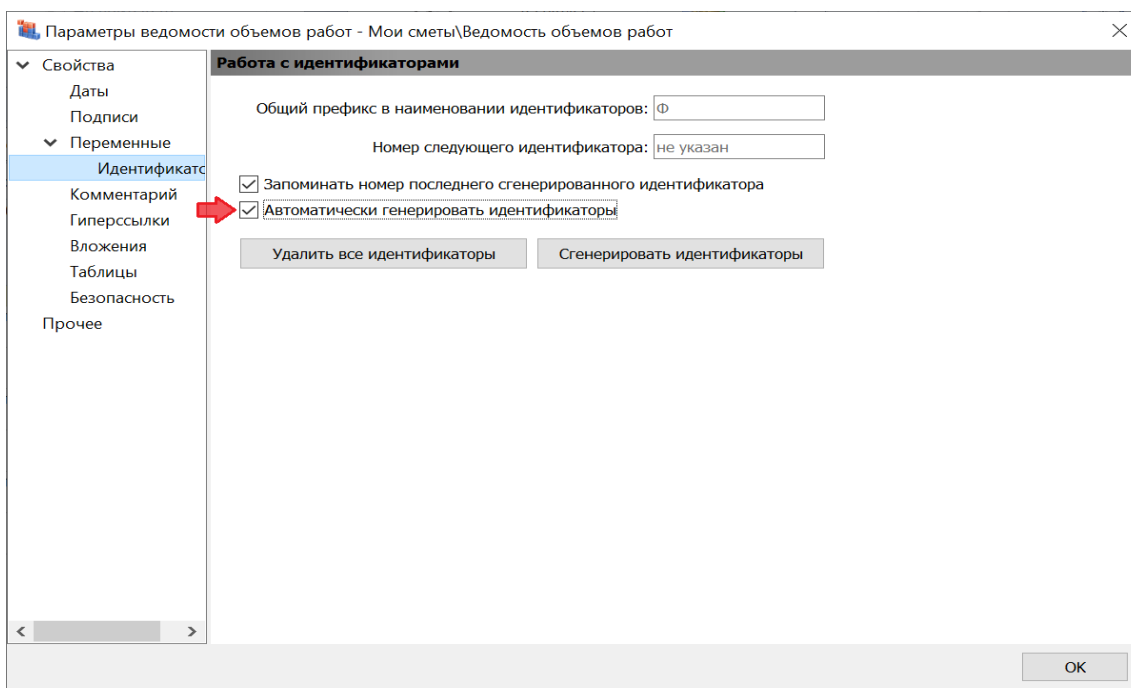 Параметры ведомости объемов работ - Мои сметы\Ведомость объемов работ
Свойства
Даты
Подписи
Переменные
Идентификатс
Комментарий
Гиперссылки
Вложения
Таблицы
Безопасность
Прочее
Работа с идентификаторами
Общий префикс в наименовании идентификаторов: Ф
Номер следующего идентификатора: не указан
Запоминать номер последнего сгенерированного идентификатора
Автоматически генерировать идентификаторы
Удалить все идентификаторы
Сгенерировать идентификаторы
ОК